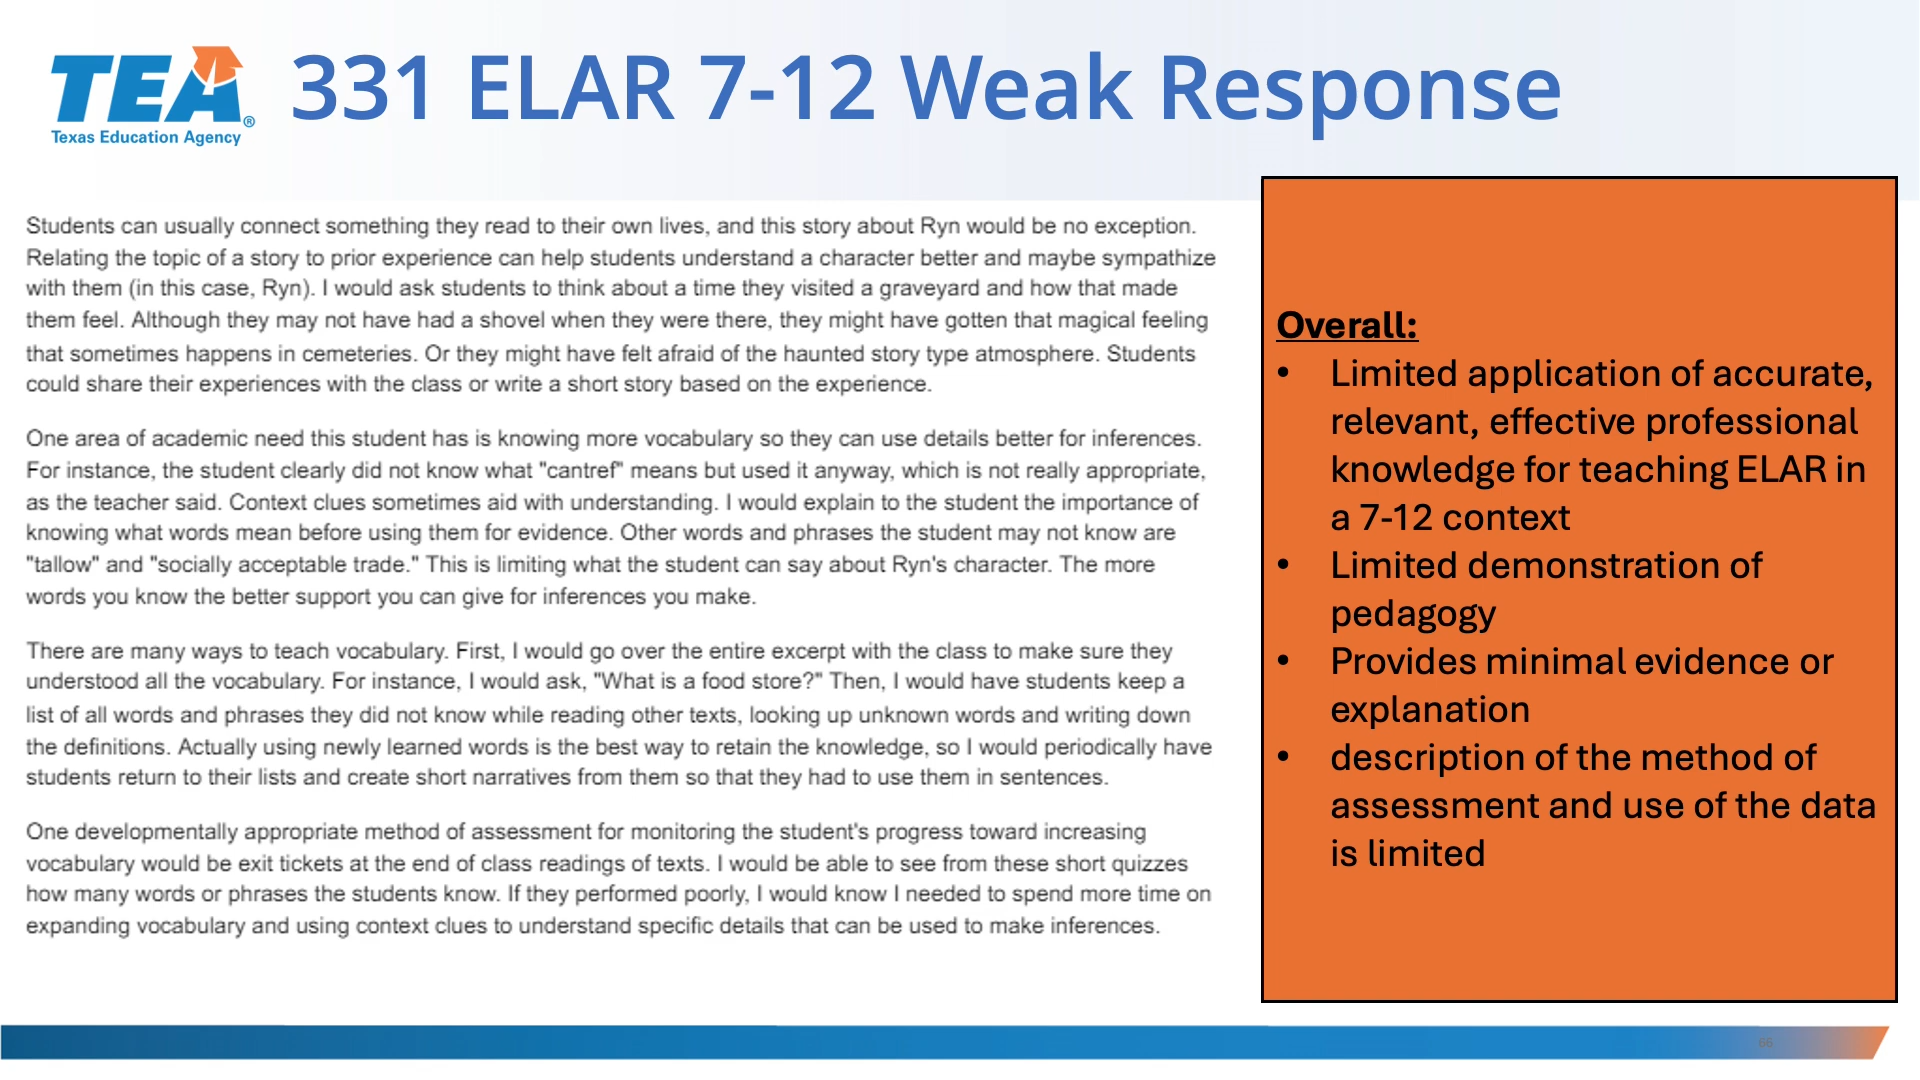 TEA®
Texas Education Agency
331 ELAR 7-12 Weak Response
Students can usually connect something they read to their own lives, and this story about Ryn would be no exception.
Relating the topic of a story to prior experience can help students understand a character better and maybe sympathize
with them (in this case, Ryn). I would ask students to think about a time they visited a graveyard and how that made
them feel. Although they may not have had a shovel when they were there, they might have gotten that magical feeling
that sometimes happens in cemeteries. Or they might have felt afraid of the haunted story type atmosphere. Students
could share their experiences with the class or write a short story based on the experience.
One area of academic need this student has is knowing more vocabulary so they can use details better for inferences.
For instance, the student clearly did not know what "cantref" means but used it anyway, which is not really appropriate,
as the teacher said. Context clues sometimes aid with understanding. I would explain to the student the importance of
knowing what words mean before using them for evidence. Other words and phrases the student may not know are
"tallow" and "socially acceptable trade." This is limiting what the student can say about Ryn's character. The more
words you know the better support you can give for inferences you make.
There are many ways to teach vocabulary. First, I would go over the entire excerpt with the class to make sure they
understood all the vocabulary. For instance, I would ask, "What is a food store?" Then, I would have students keep a
list of all words and phrases they did not know while reading other texts, looking up unknown words and writing down
the definitions. Actually using newly learned words is the best way to retain the knowledge, so I would periodically have
students return to their lists and create short narratives from them so that they had to use them in sentences.
One developmentally appropriate method of assessment for monitoring the student's progress toward increasing
vocabulary would be exit tickets at the end of class readings of texts. I would be able to see from these short quizzes
how many words or phrases the students know. If they performed poorly, I would know I needed to spend more time on
expanding vocabulary and using context clues to understand specific details that can be used to make inferences.
Overall:
• Limited application of accurate,
relevant, effective professional
knowledge for teaching ELAR in
a 7-12 context
• Limited demonstration of
pedagogy
• Provides minimal evidence or
explanation
• description of the method of
assessment and use of the data
is limited
66